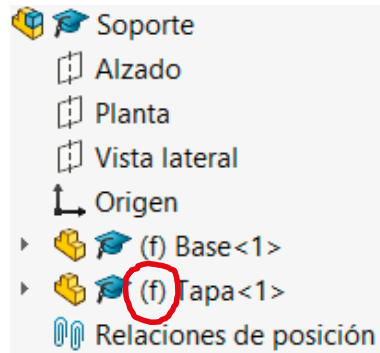 Soporte
Alzado
Planta
Vista lateral
Origen
(f) Base<1>
(f) Tapa<1>
Relaciones de posición